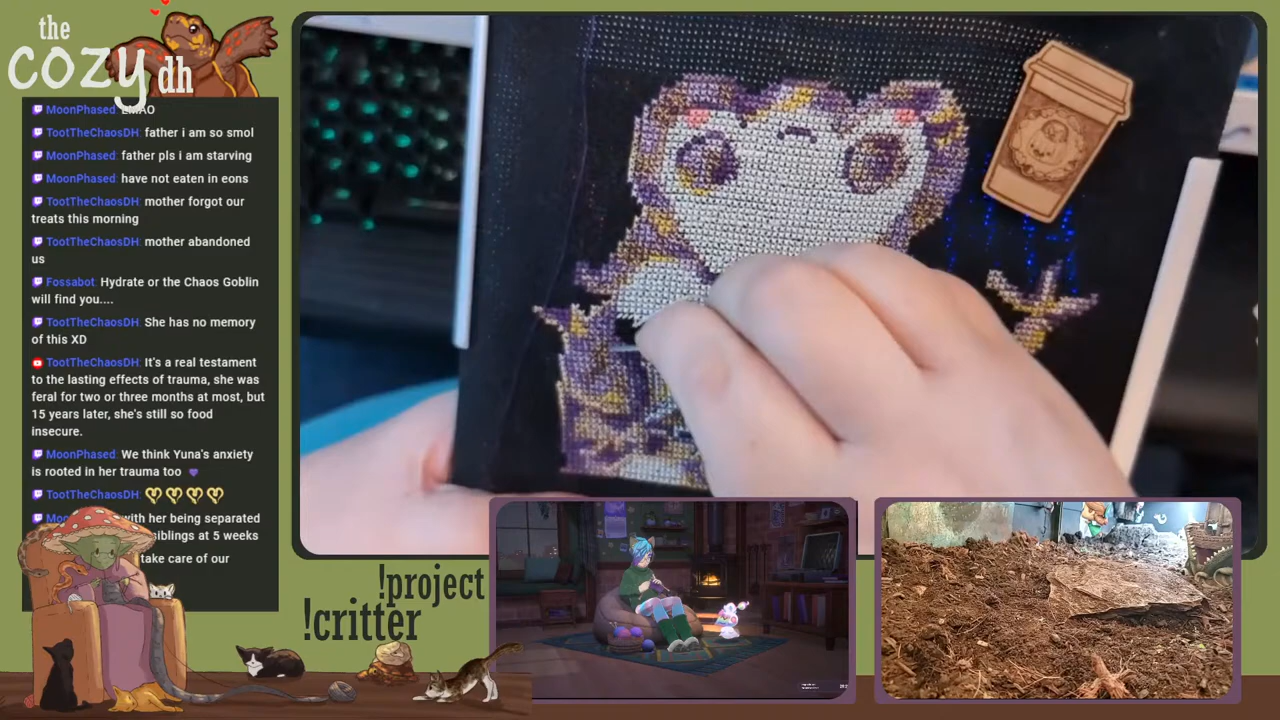 the
cozy dh
MoonPhased: LMAO
TootTheChaosDH: father i am so smol
MoonPhased: father pls i am starving
MoonPhased: have not eaten in eons
TootTheChaosDH: mother forgot our
treats this morning
TootTheChaosDH: mother abandoned
us
Fossabot: Hydrate or the Chaos Goblin
will find you....
TootTheChaosDH: She has no memory
of this XD
TootTheChaosDH: It's a real testament
to the lasting effects of trauma, she was
feral for two or three months at most, but
15 years later, she's still so food
insecure.
MoonPhased: We think Yuna's anxiety
is rooted in her trauma too
TootTheChaosDH:
with her being separated
at 5 weeks
take care of our
!project
!critter